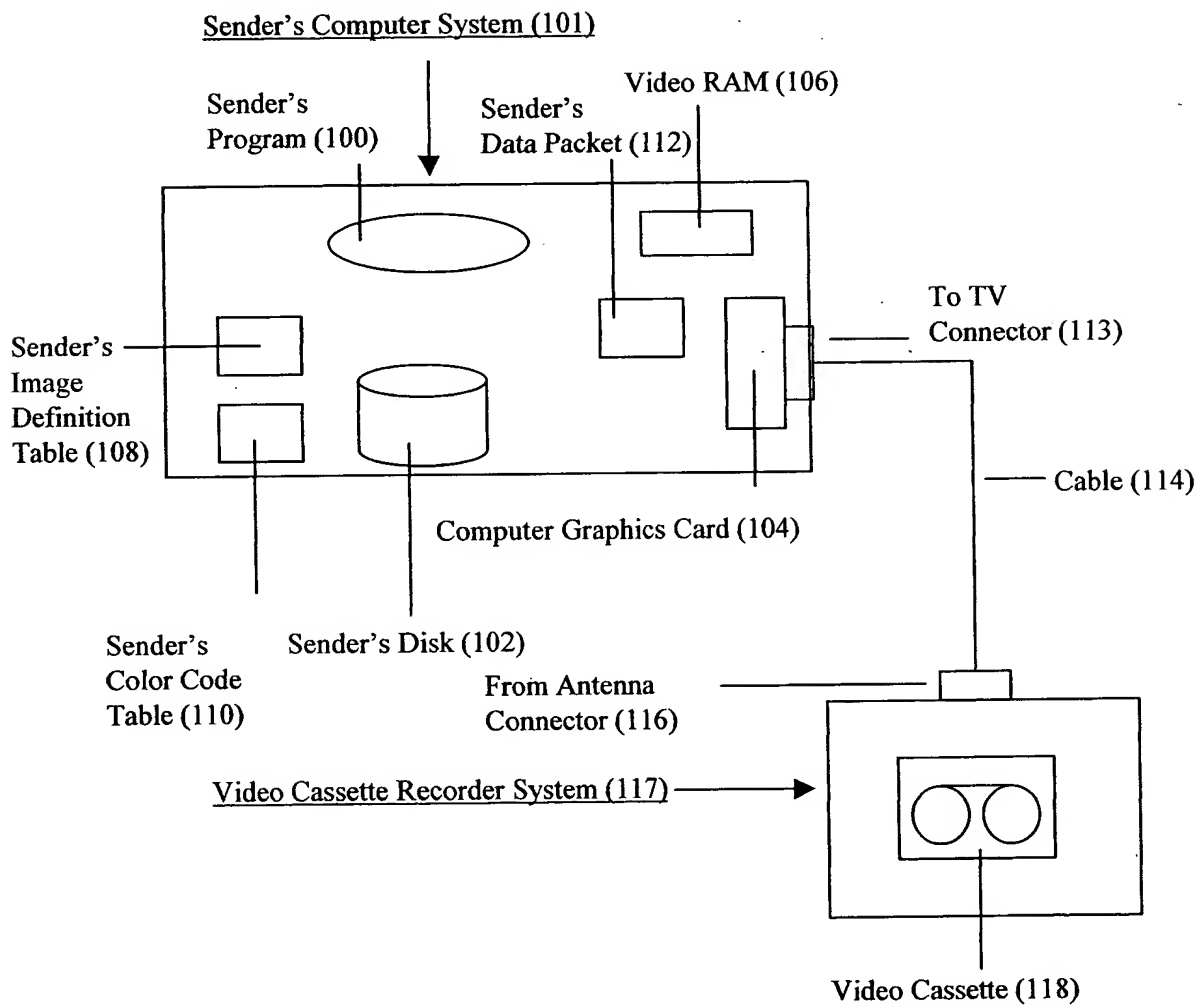 Sender's Computer System (101)
Video RAM (106)
Sender's
Program (100)
Sender's
Data Packet (112)
To TV
Connector (113)
Sender's
Image
Definition
Table (108)
Cable (114)
Computer Graphics Card (104)
Sender's
Color Code
Table (110)
Sender's Disk (102)
From Antenna
Connector (116)
Video Cassette Recorder System (117)
Video Cassette (118)